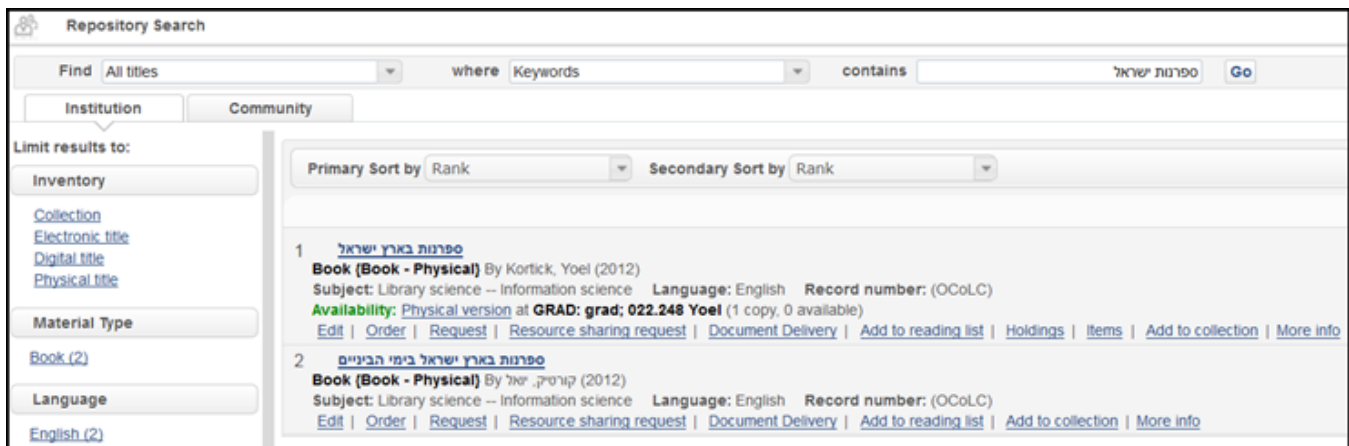 Repository Search
Find All titles where Keywords contains ספרנות ישראל Go
Institution Community
Limit results to:
Inventory
Collection
Electronic title
Digital title
Physical title
Material Type
Book (2)
Language
English (2)
Primary Sort by Rank Secondary Sort by Rank
1 ספרנות בארץ ישראל
Book {Book - Physical} By Kortick, Yoel (2012)
Subject: Library science -- Information science Language: English Record number: (OCoLC)
Availability: Physical version at GRAD: grad; 022.248 Yoel (1 copy, 0 available)
Edit | Order | Request | Resource sharing request | Document Delivery | Add to reading list | Holdings | Items | Add to collection | More info
2 ספרנות בארץ ישראל בימי הביניים
Book {Book - Physical} By קורטיק, יואל (2012)
Subject: Library science -- Information science Language: English Record number: (OCoLC)
Edit | Order | Request | Resource sharing request | Document Delivery | Add to reading list | Add to collection | More info